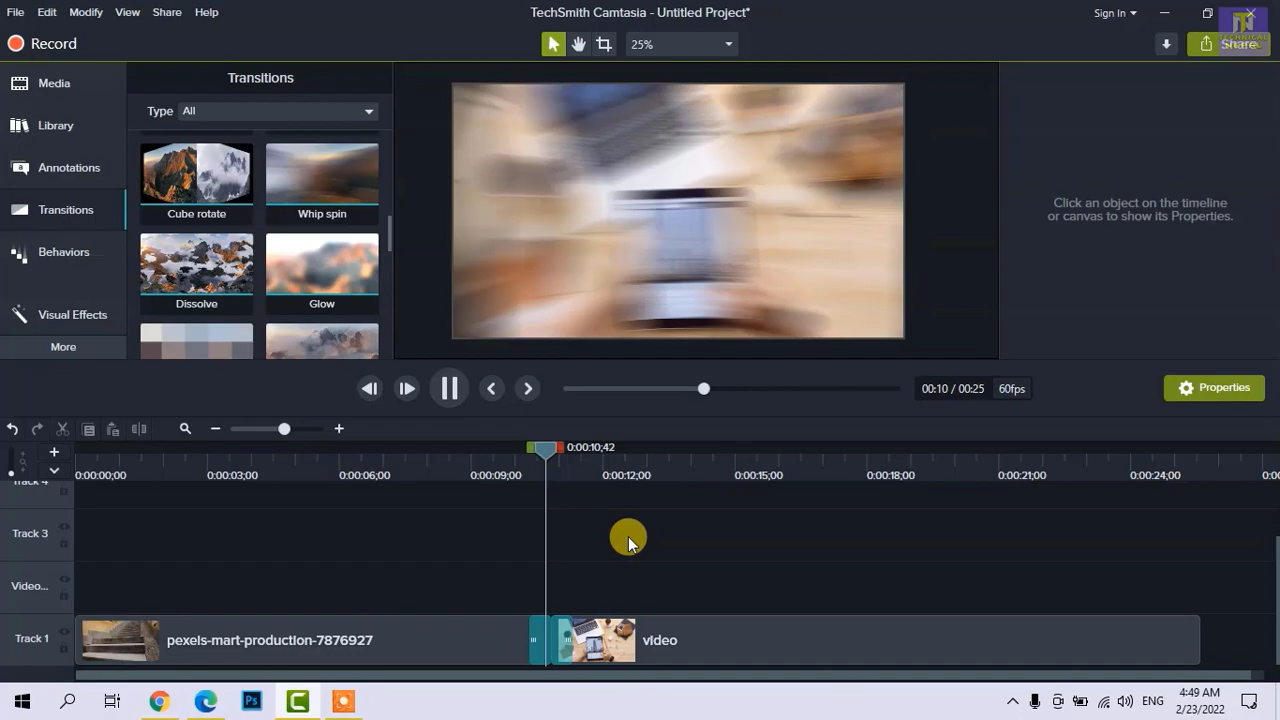 File Edit Modify View Share Help
TechSmith Camtasia - Untitled Project*
Sign In
Record
25%
Share
Media
Library
Annotations
Transitions
Behaviors
Visual Effects
More
Transitions
Type All
Cube rotate
Whip spin
Dissolve
Glow
Click an object on the timeline
or canvas to show its Properties.
00:10 / 00:25 60fps
Properties
0:00:10;42
0:00:00;00 0:00:03;00 0:00:06;00 0:00:09;00 0:00:12;00 0:00:15;00 0:00:18;00 0:00:21;00 0:00:24;00
Track 3
Video...
Track 1
pexels-mart-production-7876927
video
ENG
4:49 AM
2/23/2022